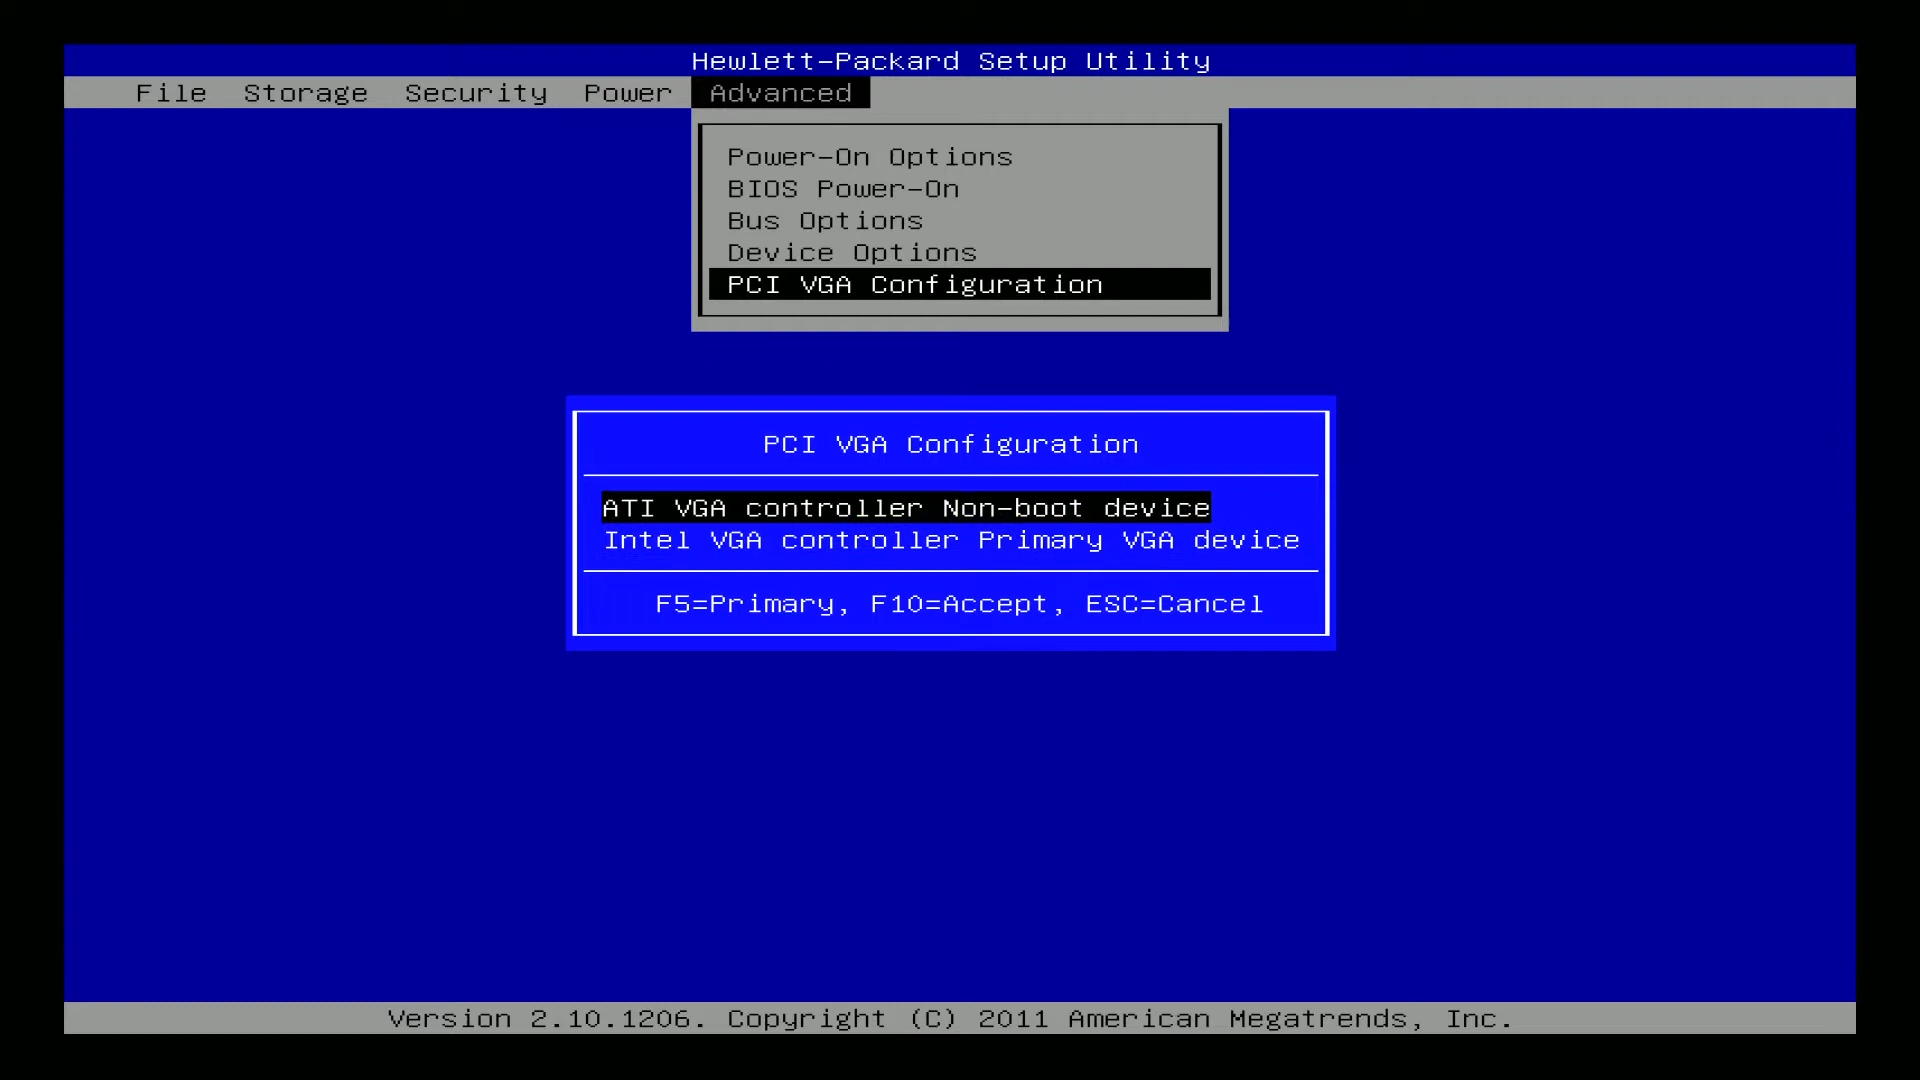 Hewlett-Packard Setup Utility
File Storage Security Power Advanced
Power-On Options
BIOS Power-On
Bus Options
Device Options
PCI VGA Configuration
PCI VGA Configuration
ATI VGA controller Non-boot device
Intel VGA controller Primary VGA device
F5=Primary, F10=Accept, ESC=Cancel
Version 2.10.1206. Copyright (C) 2011 American Megatrends, Inc.